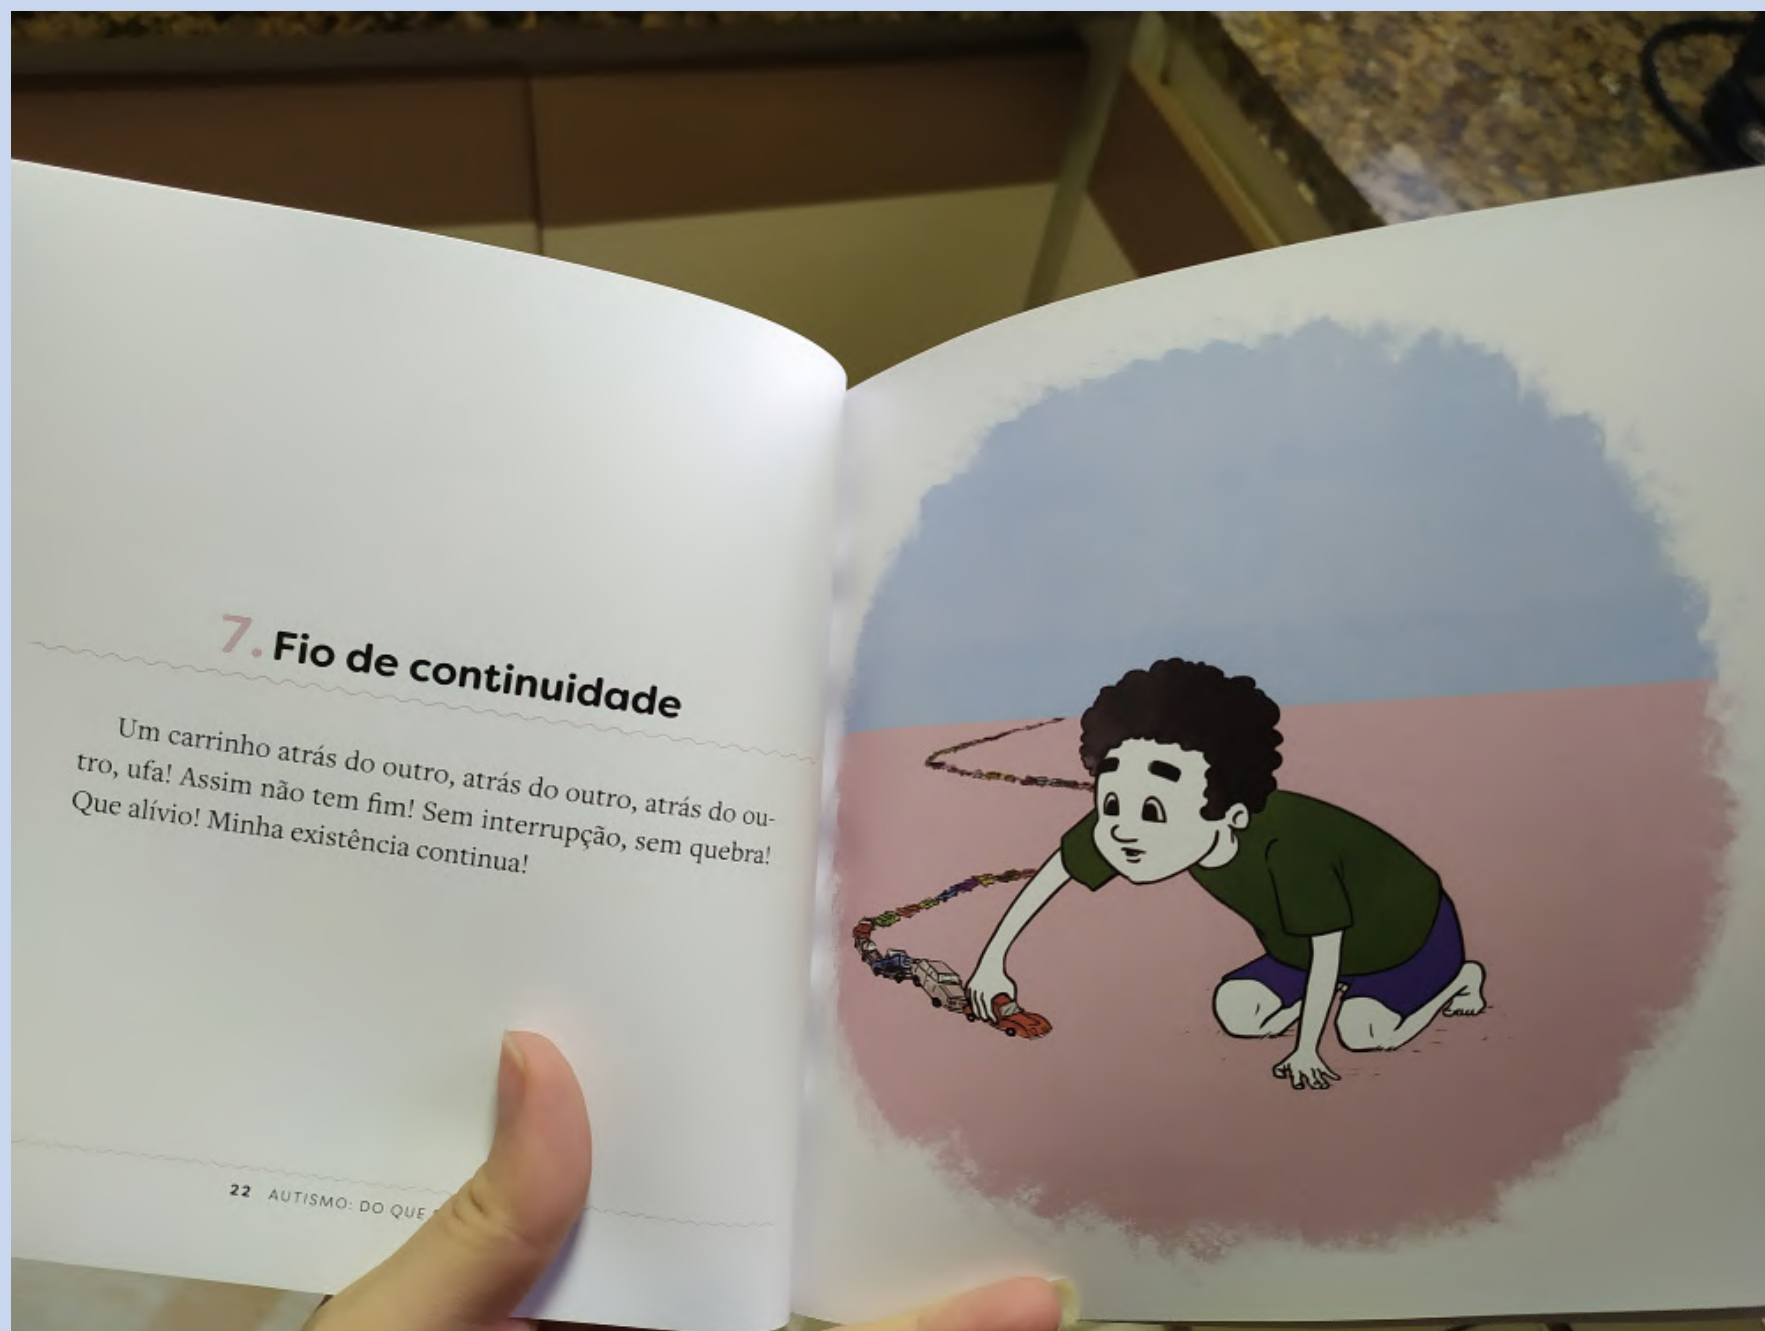 7. Fio de continuidade
Um carrinho atrás do outro, atrás do outro, atrás do ou-
tro, ufa! Assim não tem fim! Sem interrupção, sem quebra!
Que alívio! Minha existência continua!
22 AUTISMO: DO QUE